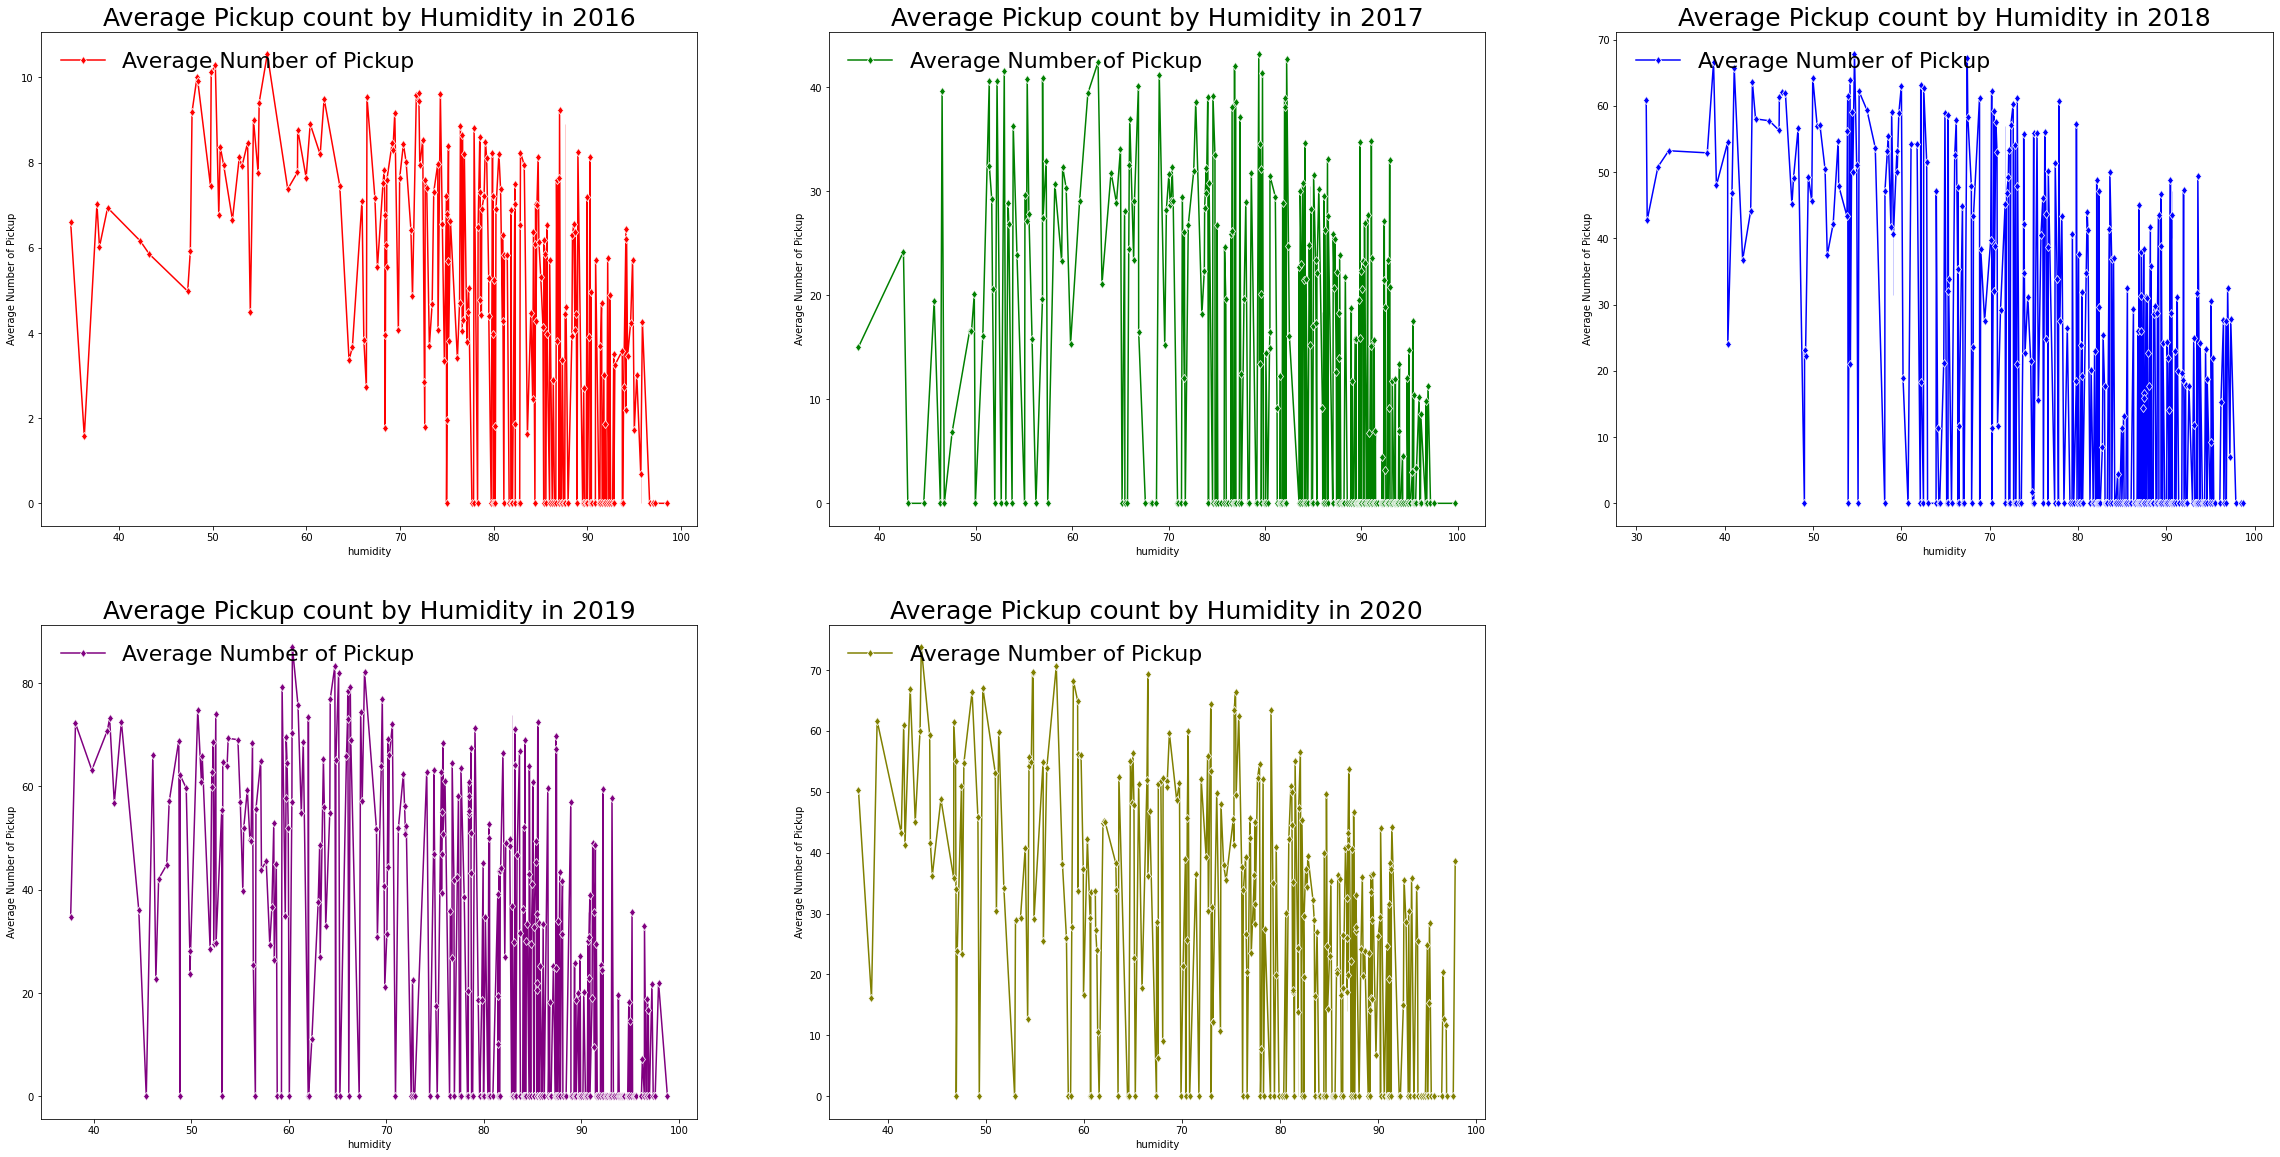 Average Pickup count by Humidity in 2016
Average Number of Pickup
Average Number of Pickup
10
8
6
4
2
0
40 50 60 70 80 90 100
humidity
Average Pickup count by Humidity in 2017
Average Number of Pickup
Average Number of Pickup
40
30
20
10
0
40 50 60 70 80 90 100
humidity
Average Pickup count by Humidity in 2018
Average Number of Pickup
Average Number of Pickup
70
60
50
40
30
20
10
0
30 40 50 60 70 80 90 100
humidity
Average Pickup count by Humidity in 2019
Average Number of Pickup
Average Number of Pickup
80
60
40
20
0
40 50 60 70 80 90 100
humidity
Average Pickup count by Humidity in 2020
Average Number of Pickup
Average Number of Pickup
70
60
50
40
30
20
10
0
40 50 60 70 80 90 100
humidity